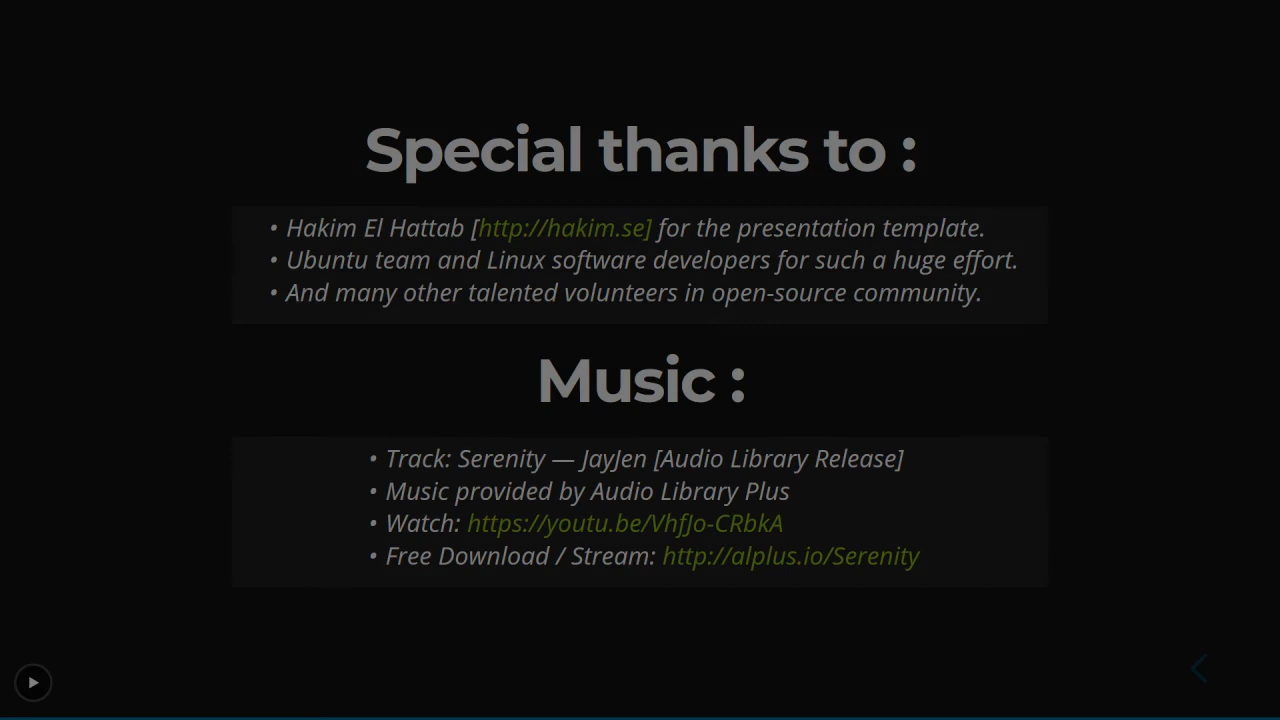 Special thanks to :
• Hakim El Hattab [http://hakim.se] for the presentation template.
• Ubuntu team and Linux software developers for such a huge effort.
• And many other talented volunteers in open-source community.
Music :
• Track: Serenity — JayJen [Audio Library Release]
• Music provided by Audio Library Plus
• Watch: https://youtu.be/VhfJo-CRbkA
• Free Download / Stream: http://alplus.io/Serenity